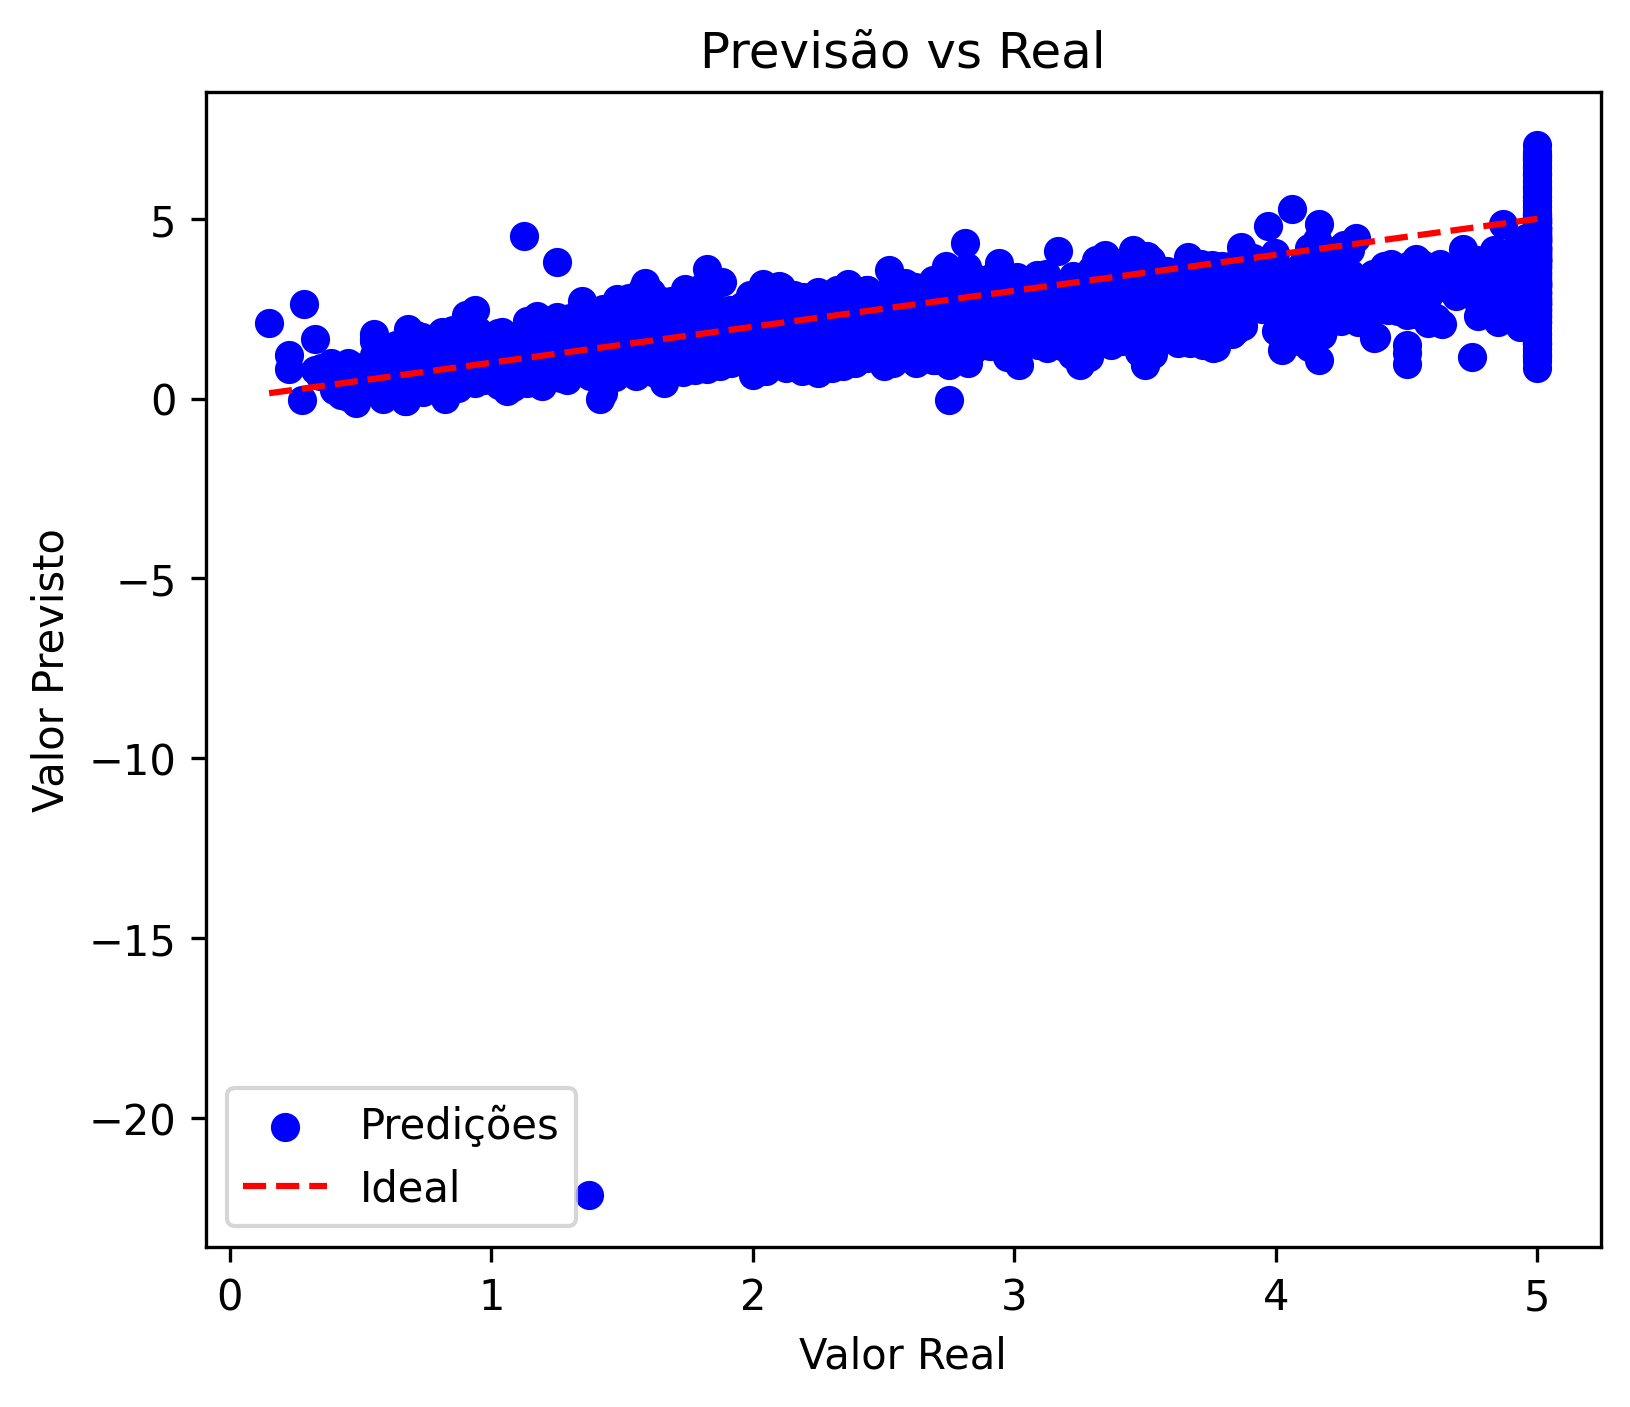 Previsão vs Real
Valor Previsto
5
0
−5
−10
−15
−20
Predições
Ideal
0 1 2 3 4 5
Valor Real